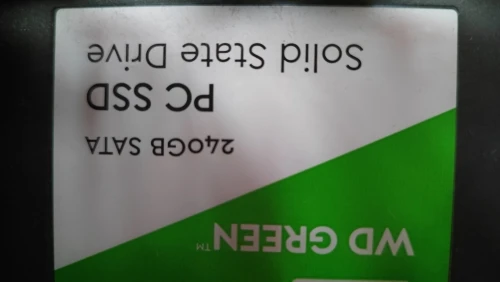 WD GREEN™
240GB SATA
PC SSD
Solid State Drive